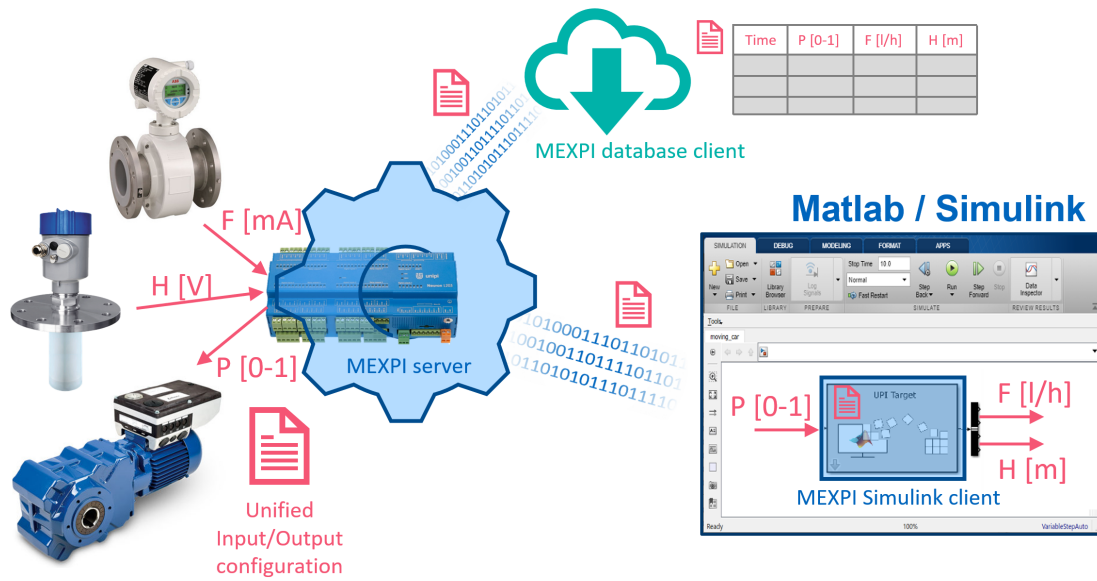 Time P [0-1] F [l/h] H [m]
MEXPI database client
F [mA]
H [V]
P [0-1]
unipi
MEXPI server
Unified
Input/Output
configuration
101000111011010101
Matlab / Simulink
SIMULATION DEBUG MODELING FORMAT APPS
New
Open
Save
Print
FILE
Library
Browser
LIBRARY
Log
Signals
PREPARE
Stop Time 10.0
Normal
Fast Restart
Step
Back
Run
Step
Forward
Stop
SIMULATE
Data
Inspector
REVIEW RESULTS
Tools
moving_car
P [0-1]
UPI Target
F [l/h]
H [m]
MEXPI Simulink client
Ready 100% VariableStepAuto